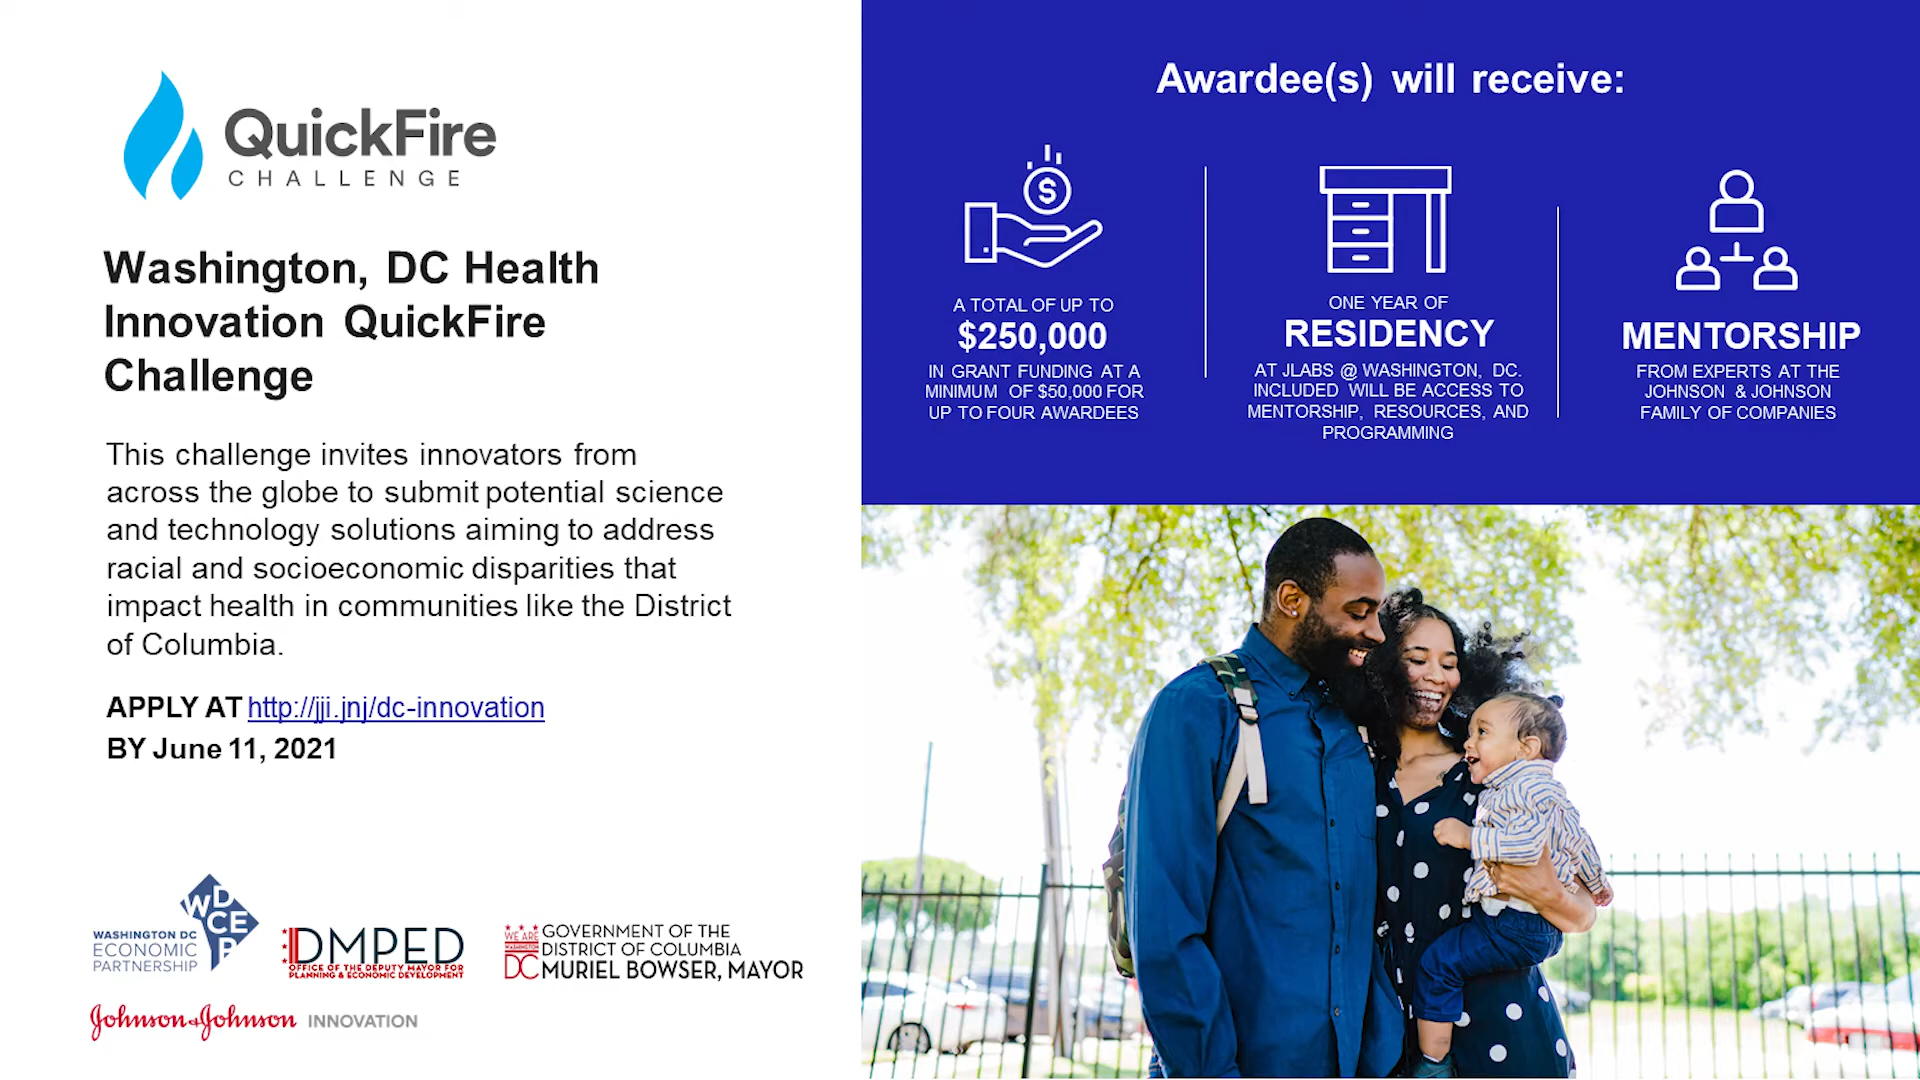 QuickFire
CHALLENGE
Washington, DC Health
Innovation QuickFire
Challenge
This challenge invites innovators from
across the globe to submit potential science
and technology solutions aiming to address
racial and socioeconomic disparities that
impact health in communities like the District
of Columbia.
APPLY AT http://jji.jnj/dc-innovation
BY June 11, 2021
WDCEP
WASHINGTON DC
ECONOMIC
PARTNERSHIP
DMPED
OFFICE OF THE DEPUTY MAYOR FOR
PLANNING & ECONOMIC DEVELOPMENT
WE ARE
WASHINGTON
DC
GOVERNMENT OF THE
DISTRICT OF COLUMBIA
MURIEL BOWSER, MAYOR
Johnson & Johnson INNOVATION
Awardee(s) will receive:
$
A TOTAL OF UP TO
$250,000
IN GRANT FUNDING AT A
MINIMUM OF $50,000 FOR
UP TO FOUR AWARDEES
ONE YEAR OF
RESIDENCY
AT JLABS @ WASHINGTON, DC.
INCLUDED WILL BE ACCESS TO
MENTORSHIP, RESOURCES, AND
PROGRAMMING
MENTORSHIP
FROM EXPERTS AT THE
JOHNSON & JOHNSON
FAMILY OF COMPANIES